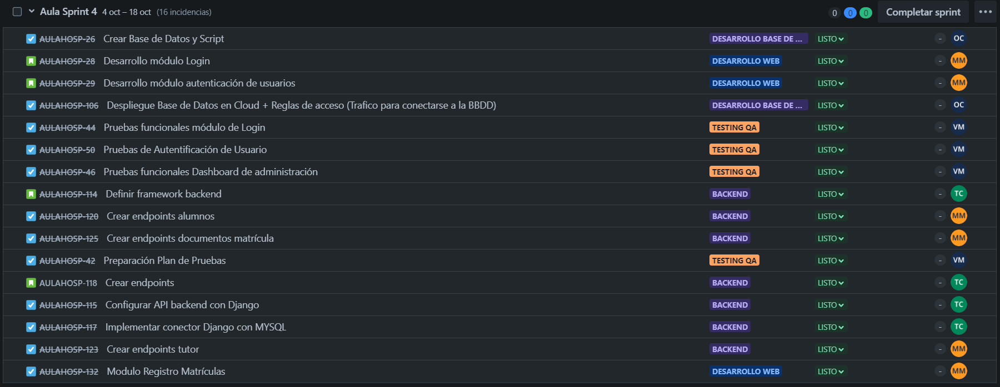 Aula Sprint 4 4 oct – 18 oct (16 incidencias) 0 0 0 Completar sprint
AULAHOSP-26 Crear Base de Datos y Script DESARROLLO BASE DE ... LISTO - OC
AULAHOSP-28 Desarrollo módulo Login DESARROLLO WEB LISTO - MM
AULAHOSP-29 Desarrollo módulo autenticación de usuarios DESARROLLO WEB LISTO - MM
AULAHOSP-106 Despliegue Base de Datos en Cloud + Reglas de acceso (Trafico para conectarse a la BBDD) DESARROLLO BASE DE ... LISTO - OC
AULAHOSP-44 Pruebas funcionales módulo de Login TESTING QA LISTO - VM
AULAHOSP-50 Pruebas de Autentificación de Usuario TESTING QA LISTO - VM
AULAHOSP-46 Pruebas funcionales Dashboard de administración TESTING QA LISTO - VM
AULAHOSP-114 Definir framework backend BACKEND LISTO - TC
AULAHOSP-120 Crear endpoints alumnos BACKEND LISTO - MM
AULAHOSP-125 Crear endpoints documentos matrícula BACKEND LISTO - MM
AULAHOSP-42 Preparación Plan de Pruebas TESTING QA LISTO - VM
AULAHOSP-118 Crear endpoints BACKEND LISTO - TC
AULAHOSP-115 Configurar API backend con Django BACKEND LISTO - TC
AULAHOSP-117 Implementar conector Django con MYSQL BACKEND LISTO - TC
AULAHOSP-123 Crear endpoints tutor BACKEND LISTO - MM
AULAHOSP-132 Modulo Registro Matrículas DESARROLLO WEB LISTO - MM